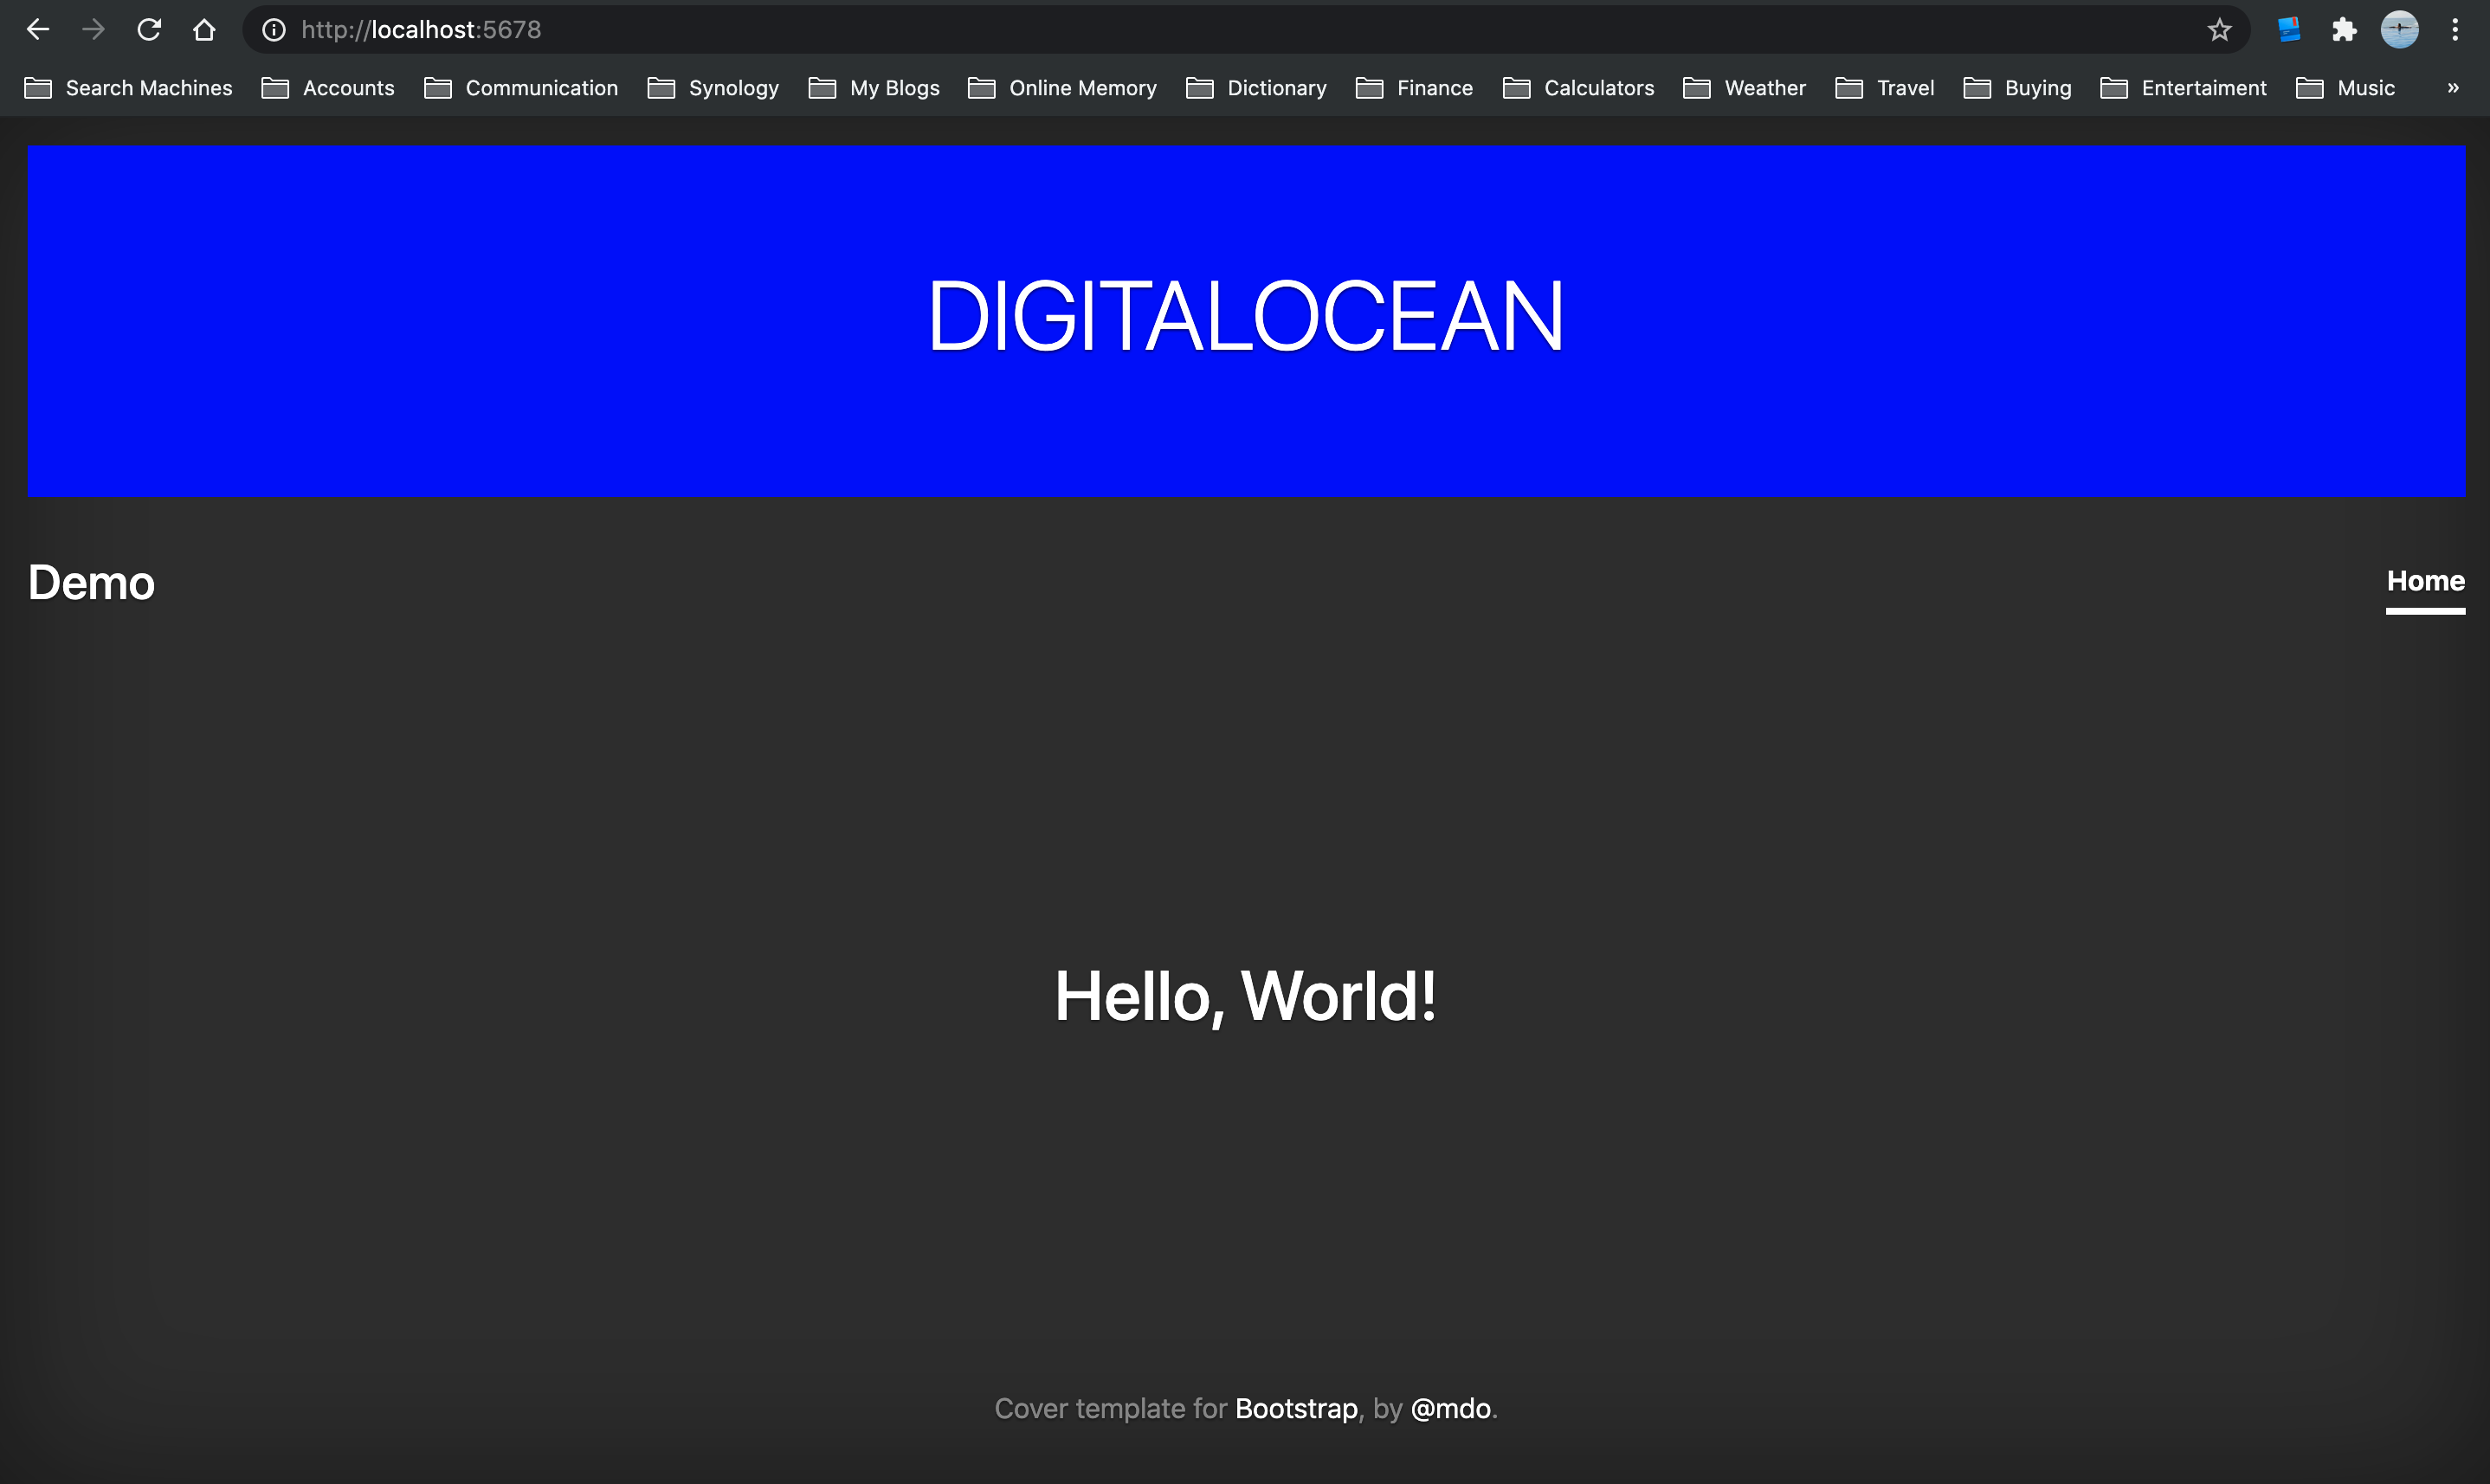 http://localhost:5678
Search Machines Accounts Communication Synology My Blogs Online Memory Dictionary Finance Calculators Weather Travel Buying Entertaiment Music »
DIGITALOCEAN
Demo Home
Hello, World!
Cover template for Bootstrap, by @mdo.